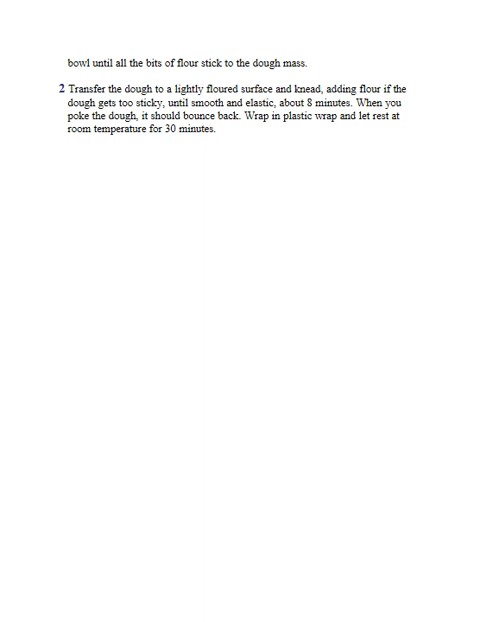 bowl until all the bits of flour stick to the dough mass.
2 Transfer the dough to a lightly floured surface and knead, adding flour if the
dough gets too sticky, until smooth and elastic, about 8 minutes. When you
poke the dough, it should bounce back. Wrap in plastic wrap and let rest at
room temperature for 30 minutes.